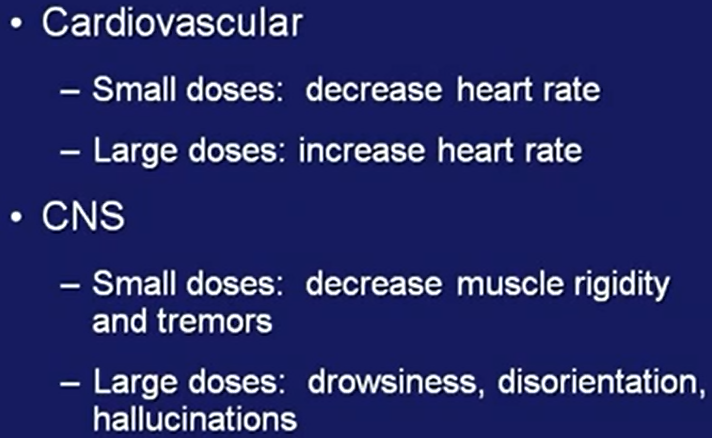 • Cardiovascular
– Small doses: decrease heart rate
– Large doses: increase heart rate
• CNS
– Small doses: decrease muscle rigidity
and tremors
– Large doses: drowsiness, disorientation,
hallucinations